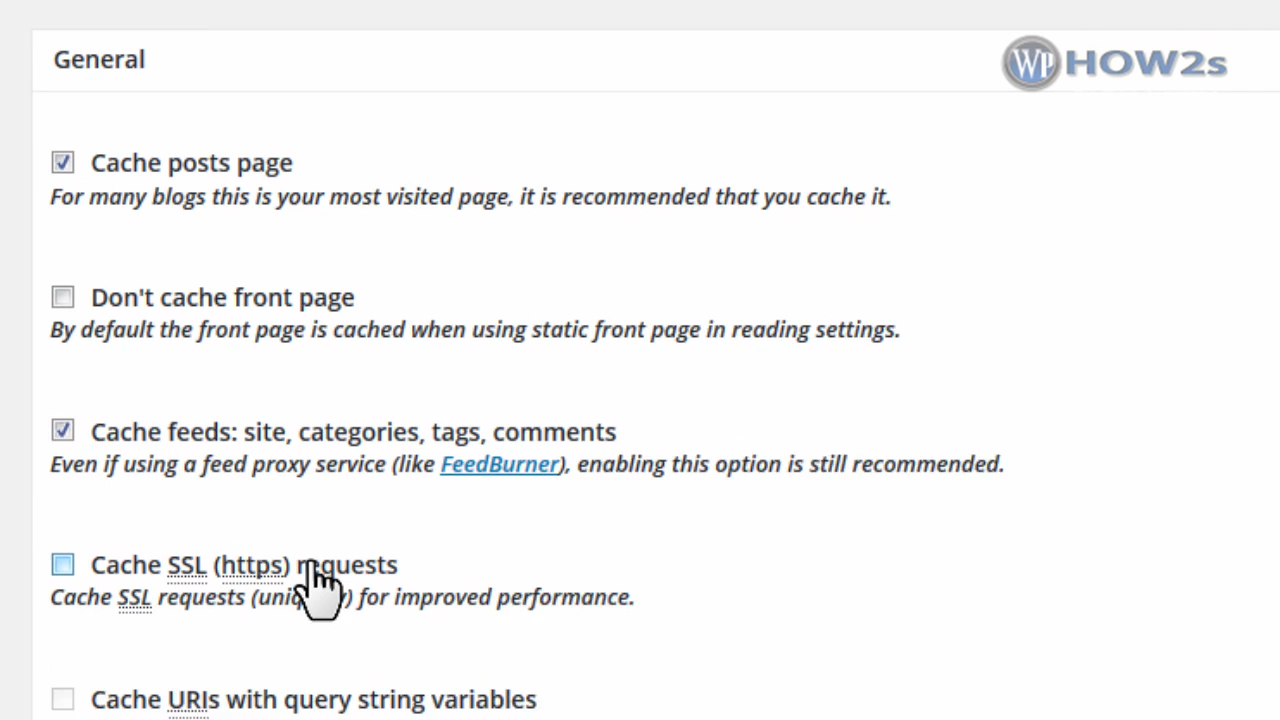 General
WP HOW2s
Cache posts page
For many blogs this is your most visited page, it is recommended that you cache it.
Don't cache front page
By default the front page is cached when using static front page in reading settings.
Cache feeds: site, categories, tags, comments
Even if using a feed proxy service (like FeedBurner), enabling this option is still recommended.
Cache SSL (https) requests
Cache SSL requests for improved performance.
Cache URIs with query string variables